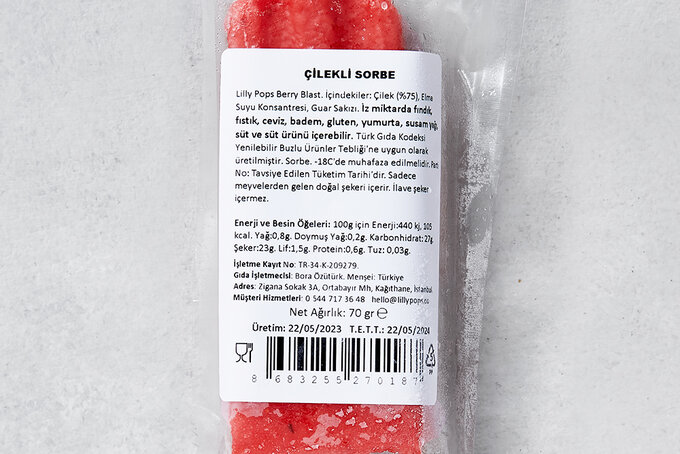 ÇİLEKLİ SORBE
Lilly Pops Berry Blast. İçindekiler: Çilek (%75), Elma
Suyu Konsantresi, Guar Sakızı. İz miktarda fındık,
fıstık, ceviz, badem, gluten, yumurta, susam yağı,
süt ve süt ürünü içerebilir. Türk Gıda Kodeksi
Yenilebilir Buzlu Ürünler Tebliği'ne uygun olarak
üretilmiştir. Sorbe. -18C'de muhafaza edilmelidir. Parti
No: Tavsiye Edilen Tüketim Tarihi'dir. Sadece
meyvelerden gelen doğal şekeri içerir. İlave şeker
içermez.
Enerji ve Besin Öğeleri: 100g için Enerji:440 kj, 105
kcal. Yağ:0,8g. Doymuş Yağ:0,2g. Karbonhidrat: 27g
Şeker:23g. Lif:1,5g. Protein:0,6g. Tuz: 0,03g.
İşletme Kayıt No: TR-34-K-209279.
Gıda İşletmecisi: Bora Özütürk. Menşei: Türkiye
Adres: Zigana Sokak 3A, Ortabayır Mh, Kağıthane, İstanbul
Müşteri Hizmetleri: 0 544 717 36 48 hello@lillypops.co
Net Ağırlık: 70 gr ℮
Üretim: 22/05/2023 T.E.T.T.: 22/05/2024
8 683255 270187
PP